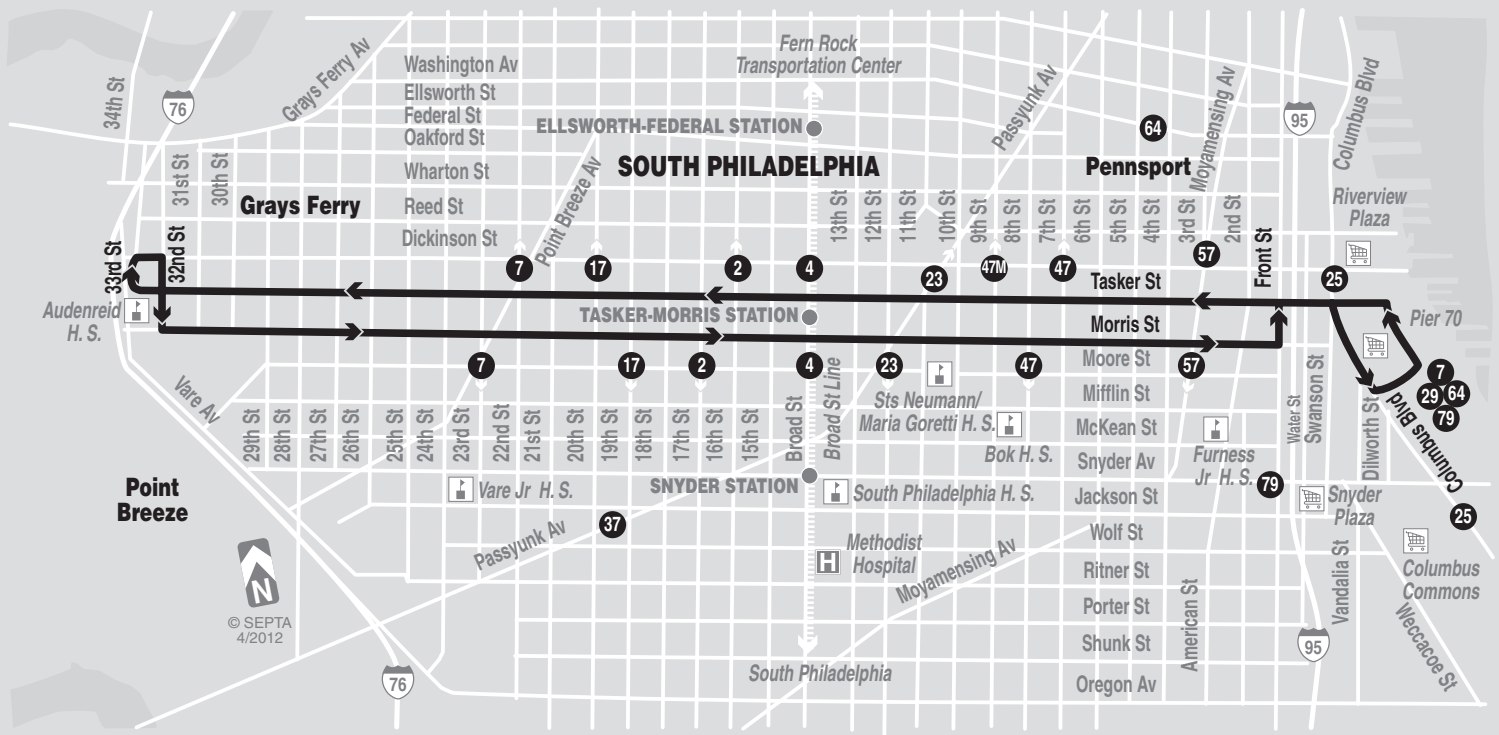 Fern Rock
Transportation Center
34th St
76
Grays Ferry Av
Washington Av
Ellsworth St
Federal St
Oakford St
Wharton St
Reed St
Dickinson St
ELLSWORTH-FEDERAL STATION
SOUTH PHILADELPHIA
Passyunk Av
64
Pennsport
Moyamensing Av
95
Columbus Blvd
Riverview
Plaza
31st St
30th St
Grays Ferry
Point Breeze Av
13th St
12th St
11th St
10th St
9th St
8th St
7th St
6th St
5th St
4th St
3rd St
2nd St
Front St
33rd St
32nd St
7
17
2
4
23
47M
47
57
25
Tasker St
Audenreid
H. S.
TASKER-MORRIS STATION
Morris St
Pier 70
7
17
2
4
23
47
57
Moore St
7
29
64
79
Vare Av
Broad St
Broad St Line
Sts Neumann/
Maria Goretti H. S.
Mifflin St
McKean St
Water St
Swanson St
Dilworth St
Columbus Blvd
29th St
28th St
27th St
26th St
25th St
24th St
23rd St
22nd St
21st St
20th St
19th St
18th St
17th St
16th St
15th St
Bok H. S.
Snyder Av
Furness
Jr H. S.
79
Point
Breeze
Vare Jr H. S.
SNYDER STATION
South Philadelphia H. S.
Jackson St
Snyder
Plaza
25
Passyunk Av
37
Wolf St
Methodist
Hospital
Moyamensing Av
Ritner St
Vandalia St
Columbus
Commons
N
© SEPTA
4/2012
H
Porter St
American St
Weccacoe St
Shunk St
95
South Philadelphia
76
Oregon Av